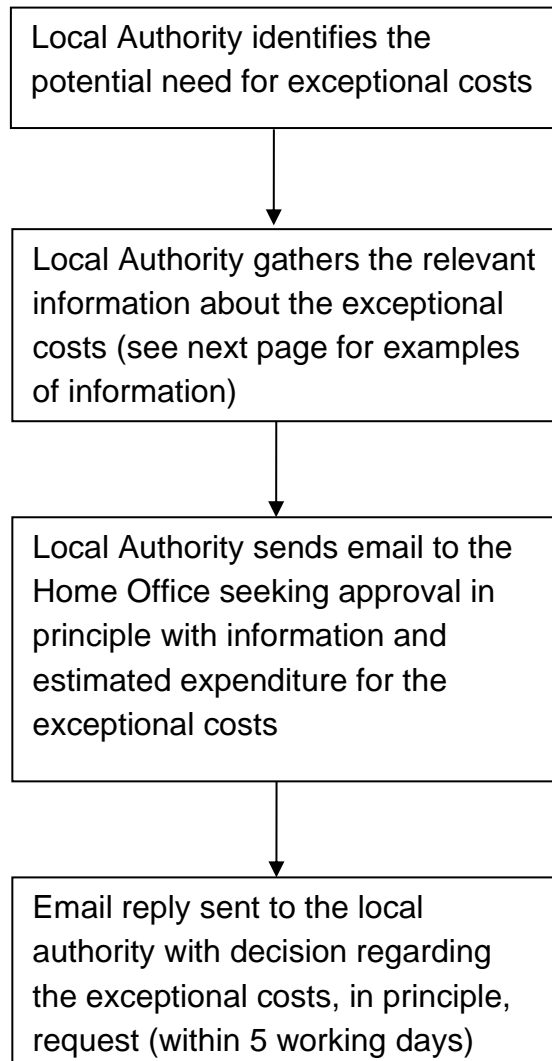 Local Authority identifies the
potential need for exceptional costs
Local Authority gathers the relevant
information about the exceptional
costs (see next page for examples
of information)
Local Authority sends email to the
Home Office seeking approval in
principle with information and
estimated expenditure for the
exceptional costs
Email reply sent to the local
authority with decision regarding
the exceptional costs, in principle,
request (within 5 working days)